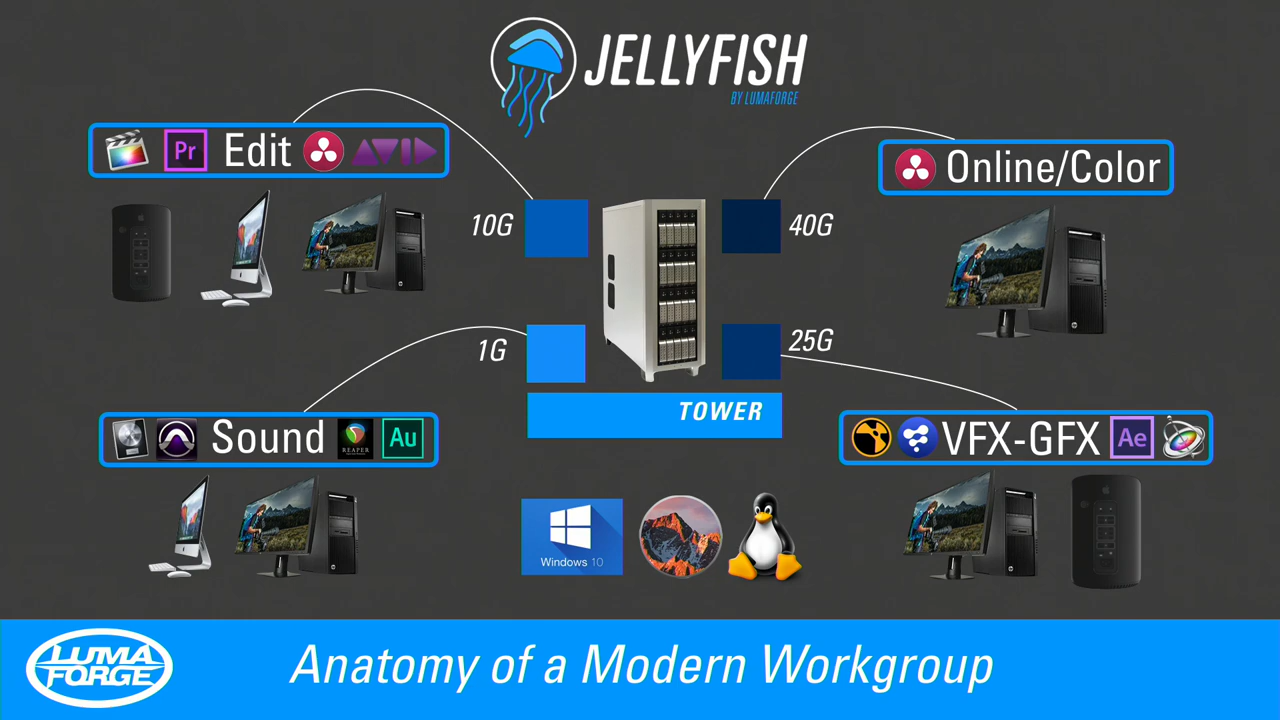 JELLYFISH
BY LUMAFORGE
Pr Edit AVID
Online/Color
10G
40G
1G
25G
TOWER
Sound REAPER Au
VFX-GFX Ae
Windows 10
LUMA
FORGE
Anatomy of a Modern Workgroup